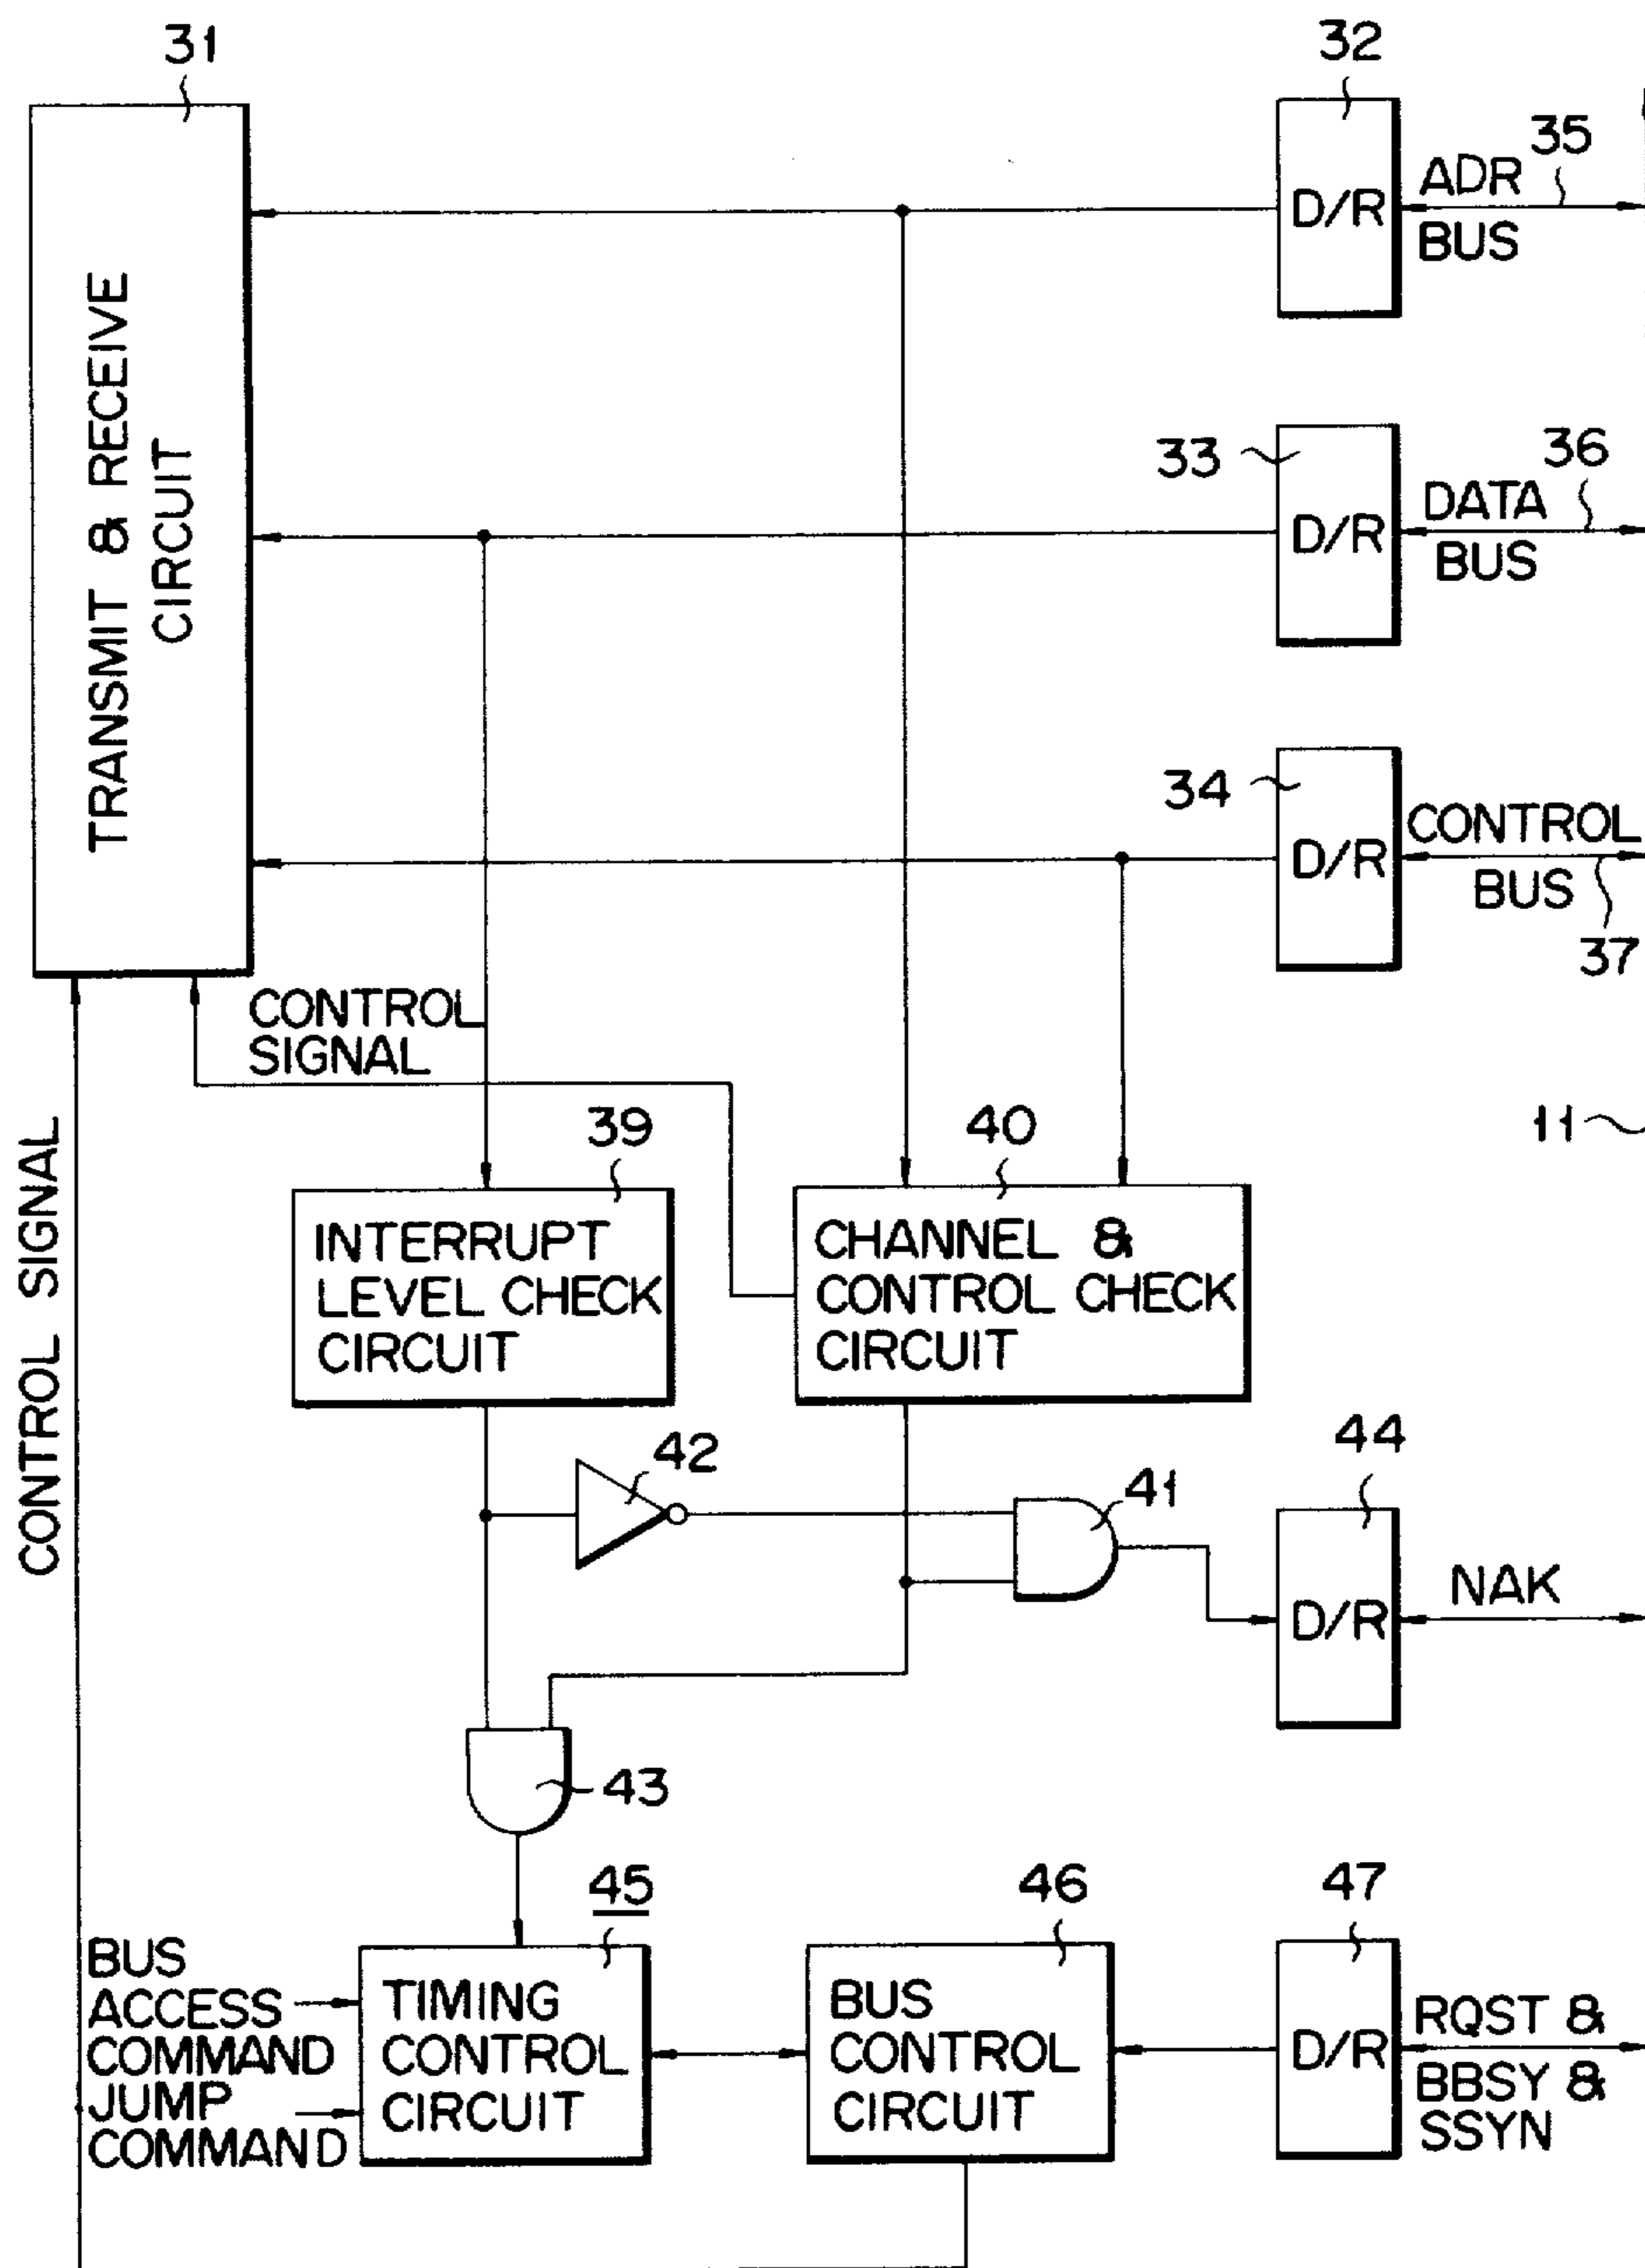 31
32
35
ADR
D/R
BUS
TRANSMIT & RECEIVE
CIRCUIT
33
36
DATA
D/R
BUS
34
CONTROL
D/R
BUS
37
CONTROL
SIGNAL
CONTROL SIGNAL
39
40
11
INTERRUPT
LEVEL CHECK
CIRCUIT
CHANNEL &
CONTROL CHECK
CIRCUIT
42
41
44
NAK
D/R
43
45
46
47
BUS
ACCESS
COMMAND
JUMP
COMMAND
TIMING
CONTROL
CIRCUIT
BUS
CONTROL
CIRCUIT
D/R
RQST &
BBSY &
SSYN